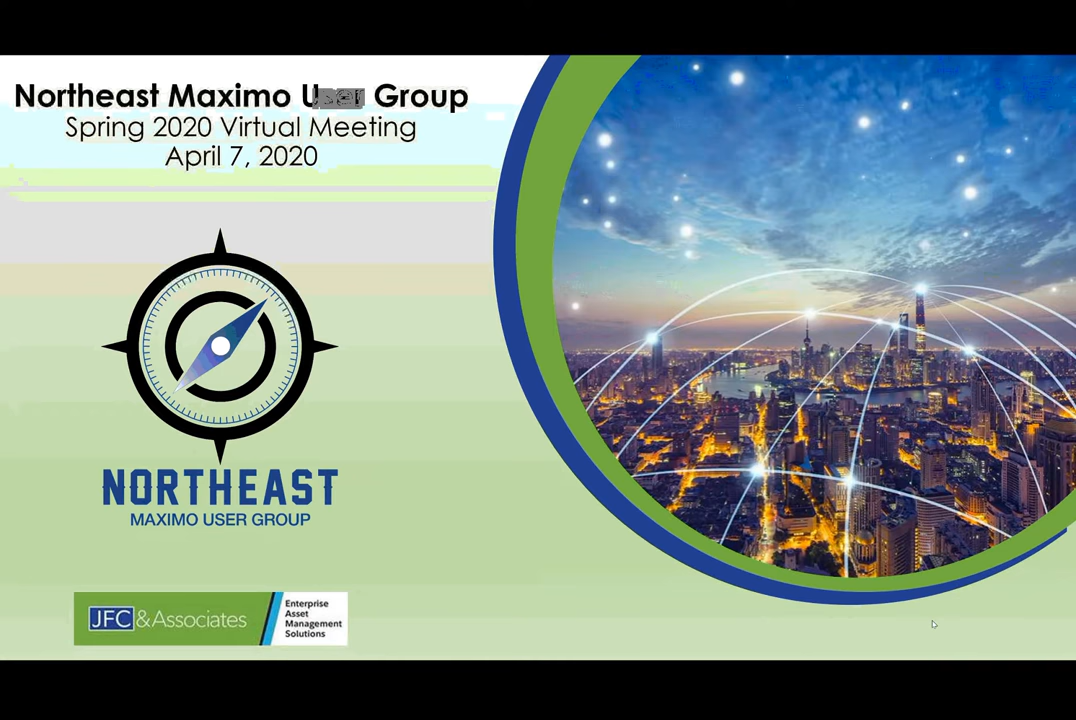 Northeast Maximo User Group
Spring 2020 Virtual Meeting
April 7, 2020
NORTHEAST
MAXIMO USER GROUP
JFC & Associates
Enterprise
Asset
Management
Solutions